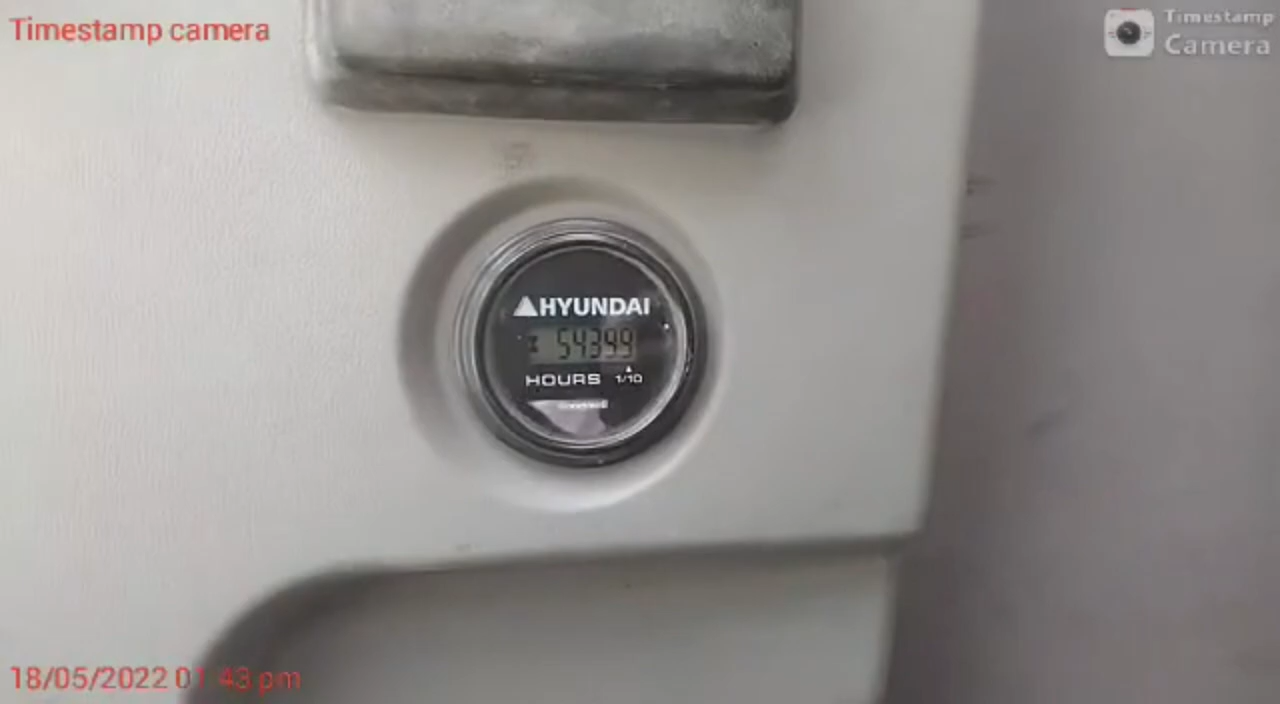 Timestamp camera
Timestamp
Camera
HYUNDAI
54399
HOURS 1/10
18/05/2022 01:43 pm